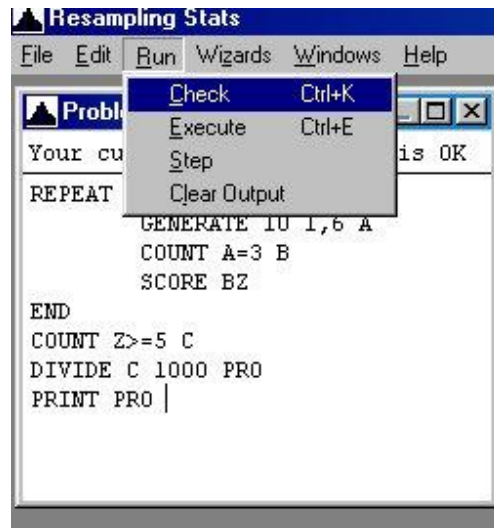 Resampling Stats
File Edit Run Wizards Windows Help
Check Ctrl+K
Execute Ctrl+E
Step
Clear Output
Your is OK
REPEAT
GENERATE 10 1,6 A
COUNT A=3 B
SCORE BZ
END
COUNT Z>=5 C
DIVIDE C 1000 PRO
PRINT PRO